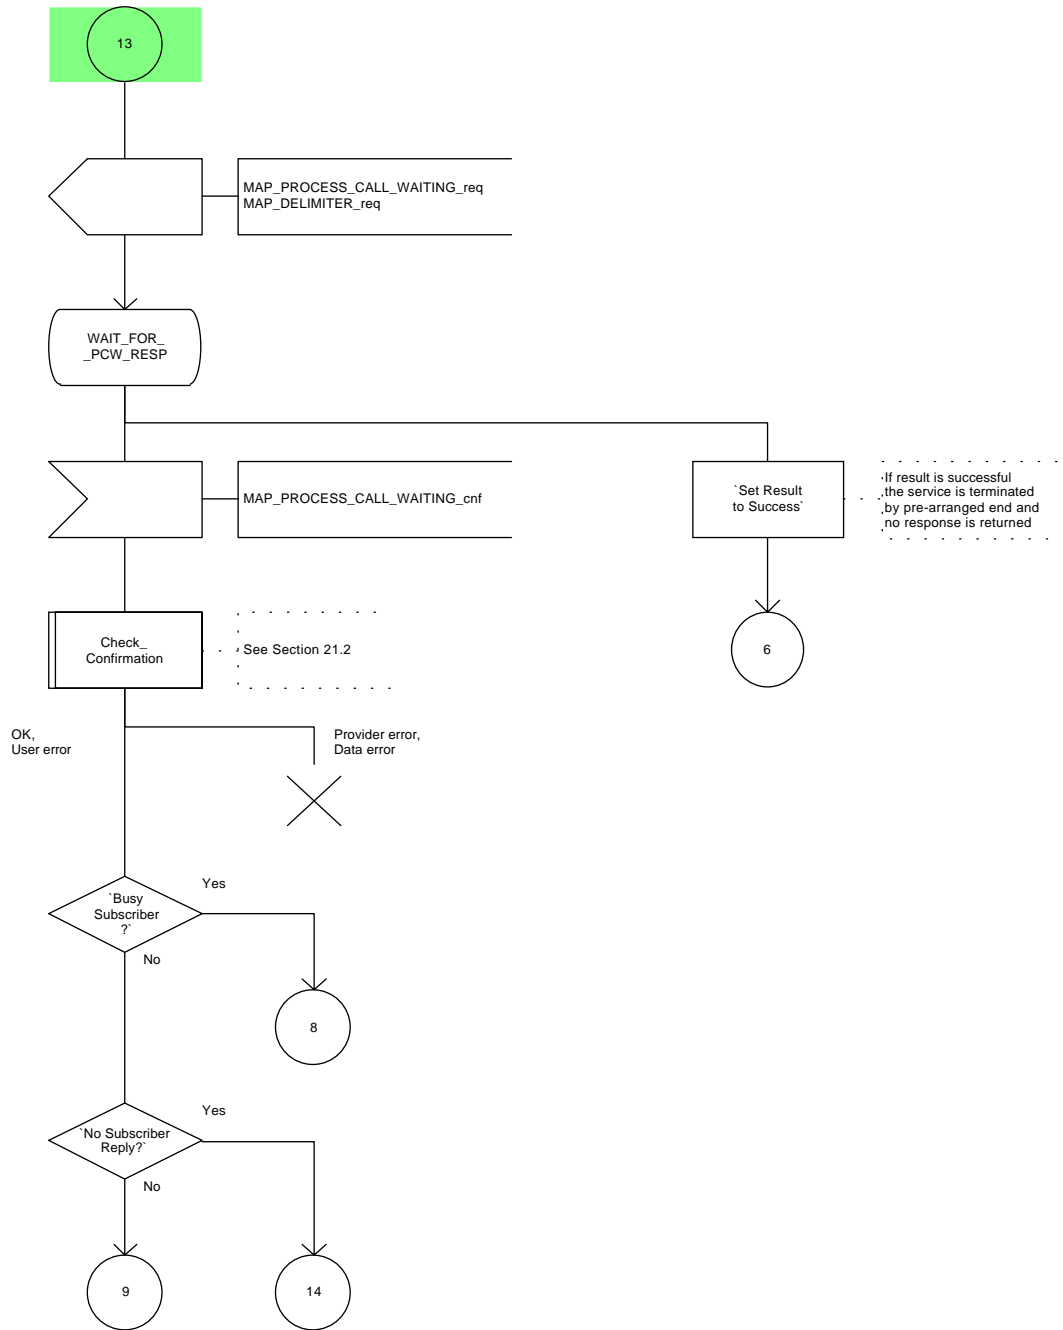 13
MAP_PROCESS_CALL_WAITING_req
MAP_DELIMITER_req
WAIT_FOR_
_PCW_RESP
MAP_PROCESS_CALL_WAITING_cnf
`Set Result
to Success`
If result is successful
the service is terminated
by pre-arranged end and
no response is returned
Check_
Confirmation
See Section 21.2
6
OK,
User error
Provider error,
Data error
`Busy
Subscriber
?`
Yes
No
8
`No Subscriber
Reply?`
Yes
No
9
14